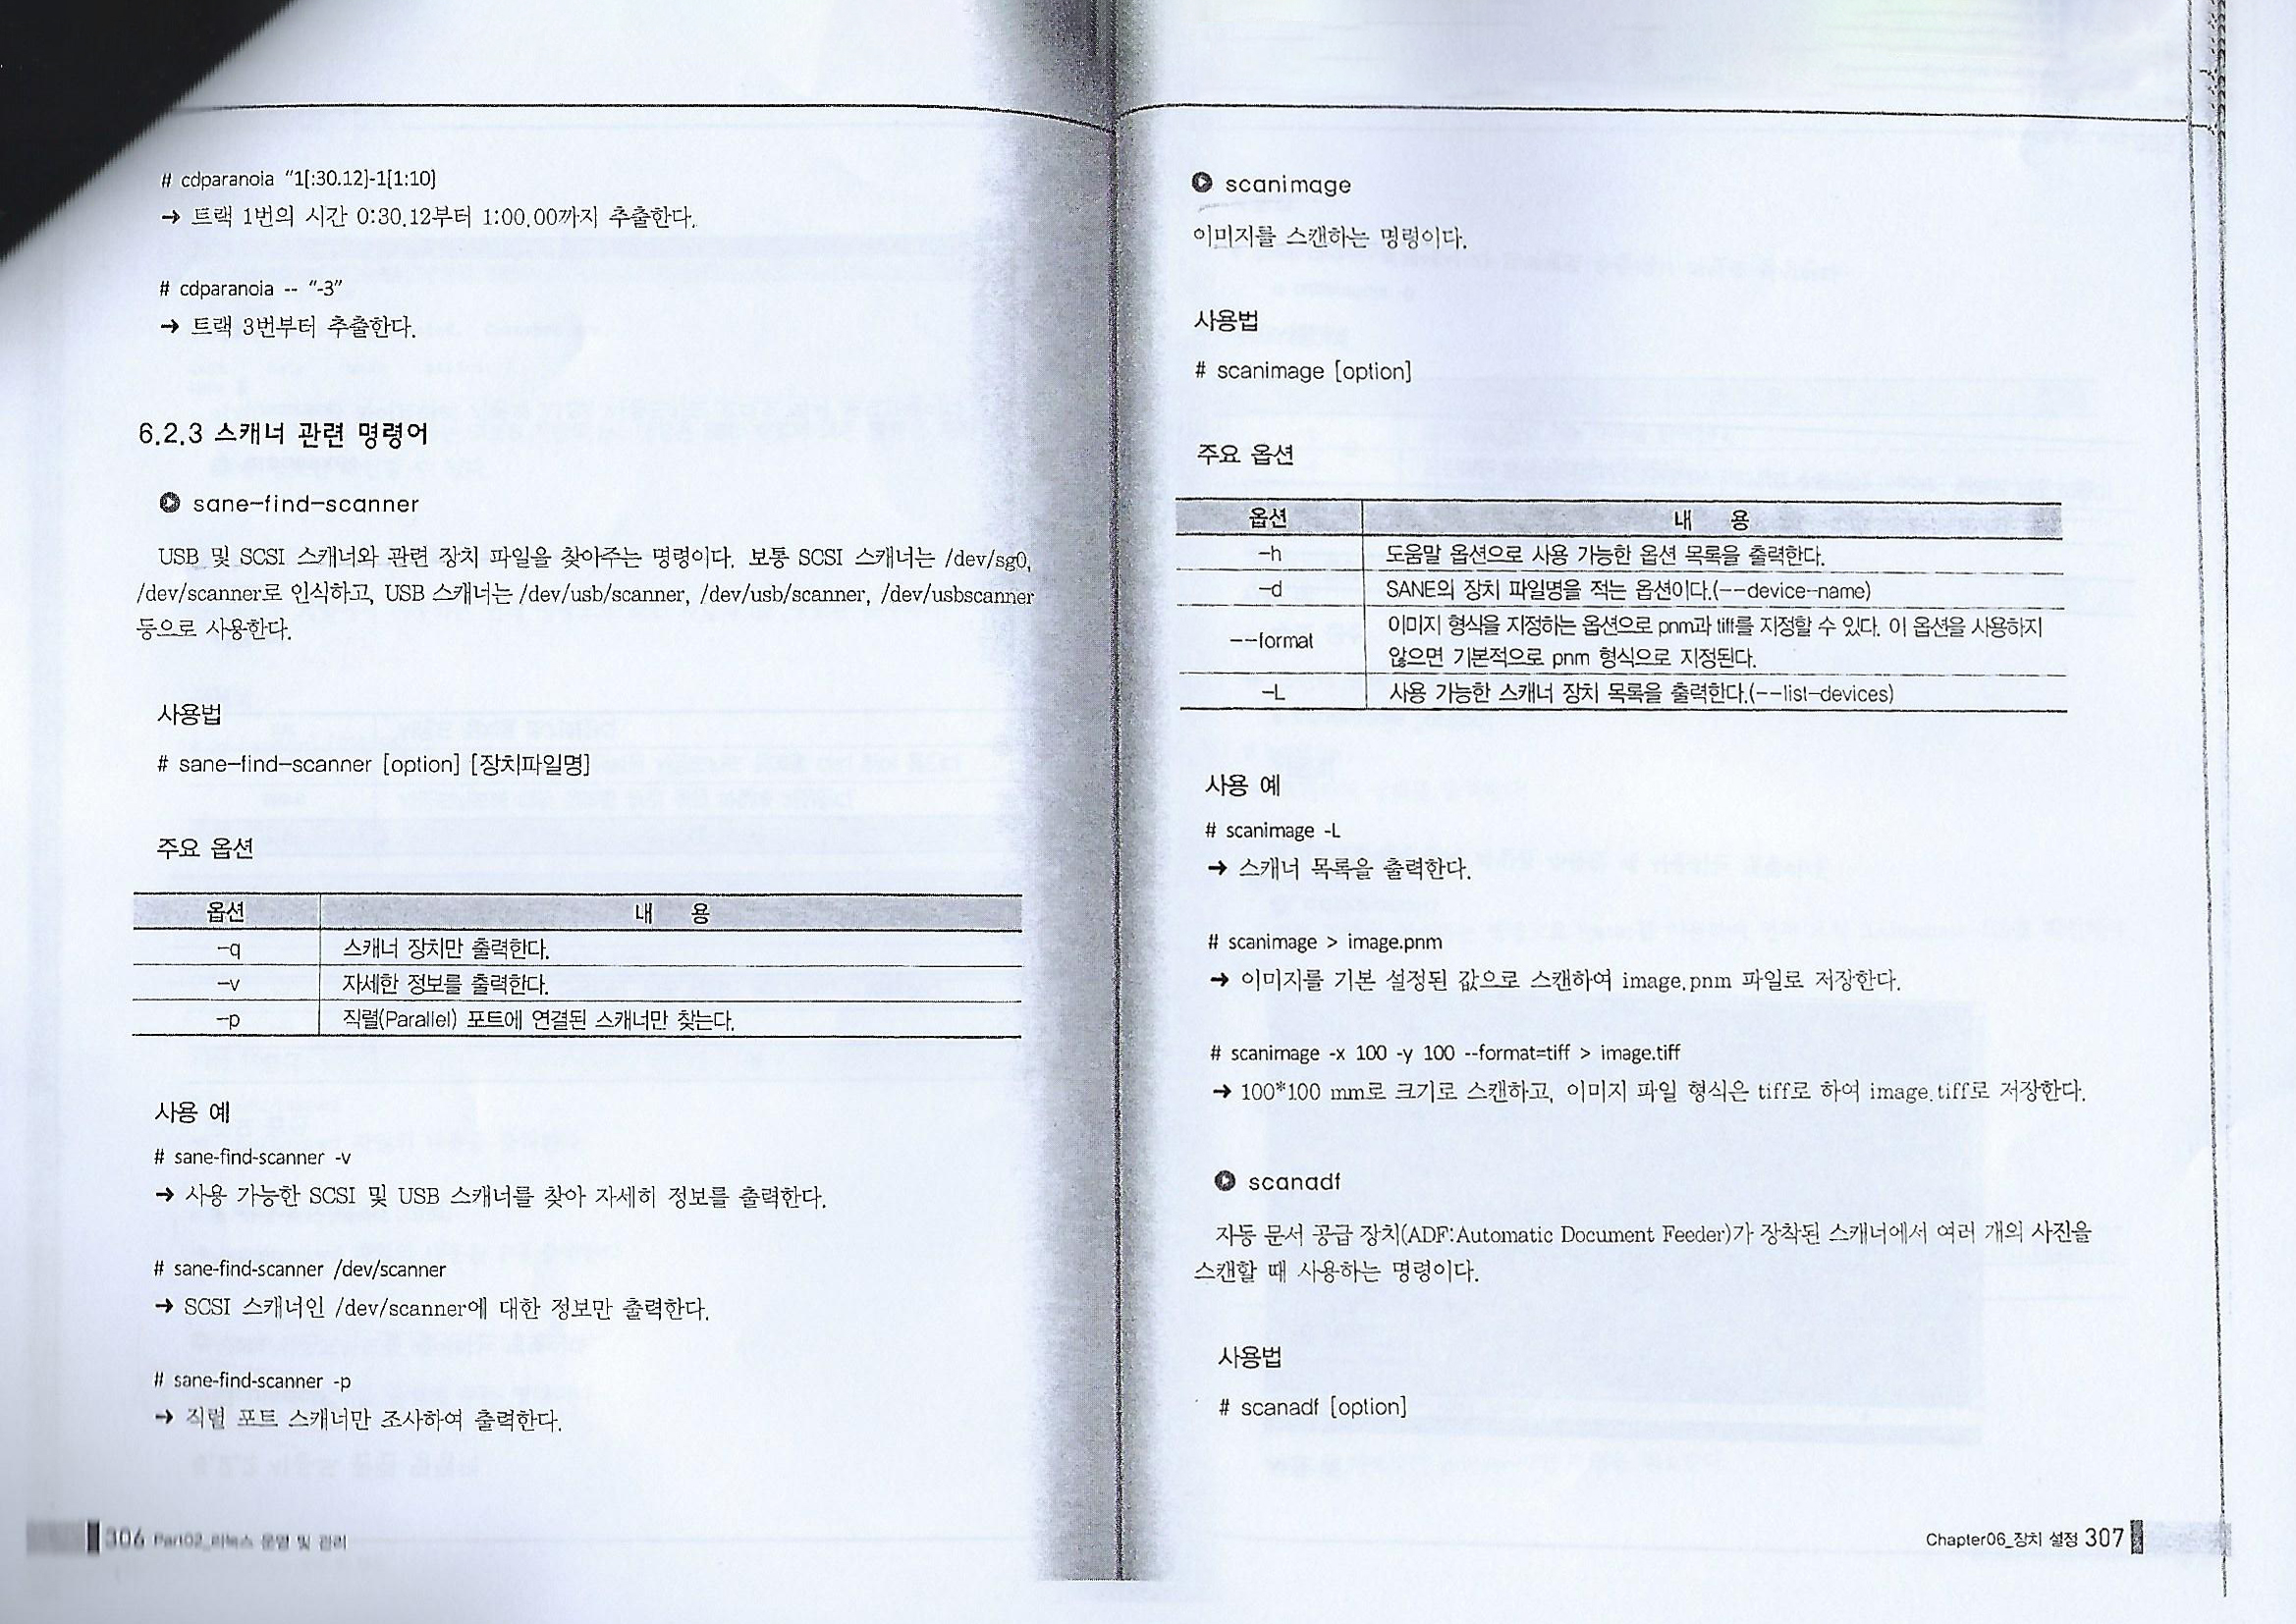 # cdparanoia "1[:30.12]-1[1:10]
→ 트랙 1번의 시간 0:30.12부터 1:00.00까지 추출한다.
# cdparanoia -- "-3"
→ 트랙 3번부터 추출한다.
6.2.3 스캐너 관련 명령어
sane-find-scanner
USB 및 SCSI 스캐너와 관련 장치 파일을 찾아주는 명령이다. 보통 SCSI 스캐너는 /dev/sg0,
/dev/scanner로 인식하고, USB 스캐너는 /dev/usb/scanner, /dev/usb/scanner, /dev/usbscanner
등으로 사용한다.
사용법
# sane-find-scanner [option] [장치파일명]
주요 옵션
옵션 내 용
-q 스캐너 장치만 출력한다.
-v 자세한 정보를 출력한다.
-p 직렬(Parallel) 포트에 연결된 스캐너만 찾는다.
사용 예
# sane-find-scanner -v
→ 사용 가능한 SCSI 및 USB 스캐너를 찾아 자세히 정보를 출력한다.
# sane-find-scanner /dev/scanner
→ SCSI 스캐너인 /dev/scanner에 대한 정보만 출력한다.
# sane-find-scanner -p
→ 직렬 포트 스캐너만 조사하여 출력한다.
306 Part02_리눅스 운영 및 관리
scanimage
이미지를 스캔하는 명령이다.
사용법
# scanimage [option]
주요 옵션
옵션 내 용
-h 도움말 옵션으로 사용 가능한 옵션 목록을 출력한다.
-d SANE의 장치 파일명을 적는 옵션이다.(--device-name)
--format 이미지 형식을 지정하는 옵션으로 pnm과 tiff를 지정할 수 있다. 이 옵션을 사용하지
않으면 기본적으로 pnm 형식으로 지정된다.
-L 사용 가능한 스캐너 장치 목록을 출력한다.(--list-devices)
사용 예
# scanimage -L
→ 스캐너 목록을 출력한다.
# scanimage > image.pnm
→ 이미지를 기본 설정된 값으로 스캔하여 image.pnm 파일로 저장한다.
# scanimage -x 100 -y 100 --format=tiff > image.tiff
→ 100*100 mm로 크기로 스캔하고, 이미지 파일 형식은 tiff로 하여 image.tiff로 저장한다.
scanadf
자동 문서 공급 장치(ADF:Automatic Document Feeder)가 장착된 스캐너에서 여러 개의 사진을
스캔할 때 사용하는 명령이다.
사용법
# scanadf [option]
Chapter06_장치 설정 307